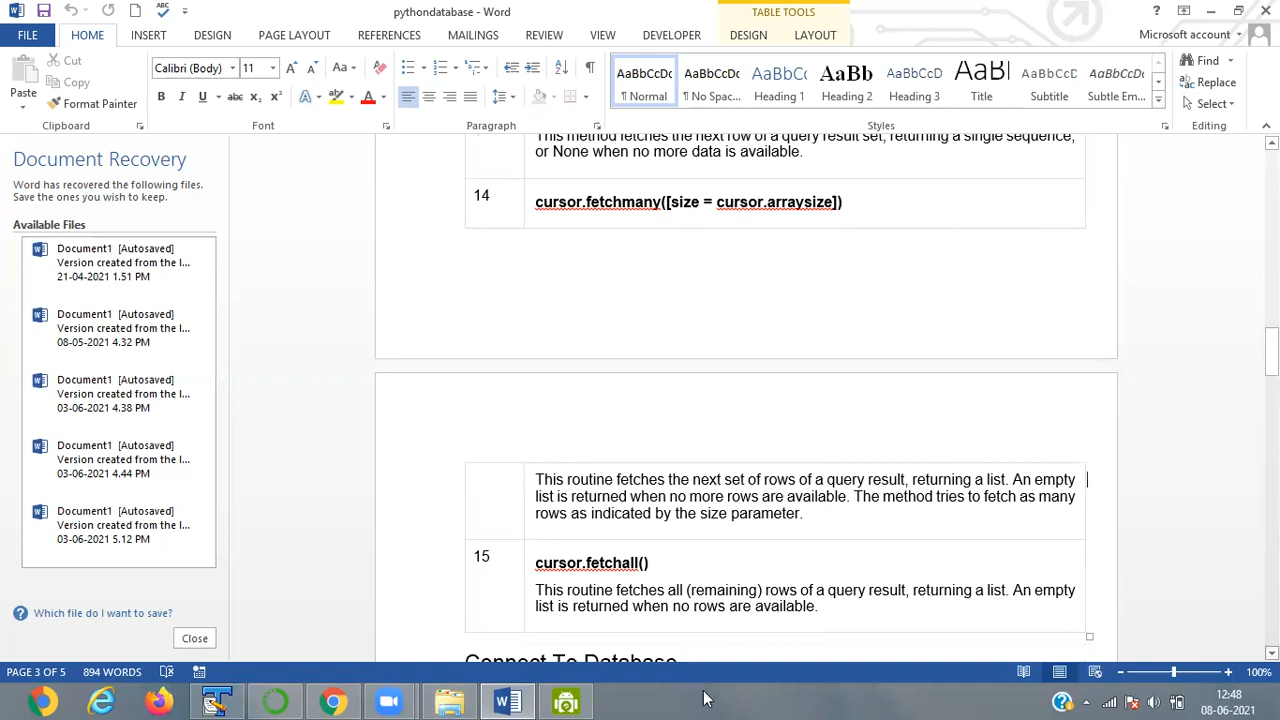 pythondatabase - Word
TABLE TOOLS
FILE
HOME
INSERT
DESIGN
PAGE LAYOUT
REFERENCES
MAILINGS
REVIEW
VIEW
DEVELOPER
DESIGN
LAYOUT
Microsoft account
Paste
Cut
Copy
Format Painter
Clipboard
Calibri (Body)
11
Font
Paragraph
AaBbCcDc
¶ Normal
AaBbCcDc
¶ No Spac...
AaBbCc
Heading 1
AaBb
Heading 2
AaBbCcD
Heading 3
AaBl
Title
AaBbCcD
Subtitle
AaBbCcDc
Subtle Em...
Styles
Find
Replace
Select
Editing
Document Recovery
Word has recovered the following files.
Save the ones you wish to keep.
Available Files
Document1 [Autosaved]
Version created from the l...
21-04-2021 1.51 PM
Document1 [Autosaved]
Version created from the l...
08-05-2021 4.32 PM
Document1 [Autosaved]
Version created from the l...
03-06-2021 4.38 PM
Document1 [Autosaved]
Version created from the l...
03-06-2021 4.44 PM
Document1 [Autosaved]
Version created from the l...
03-06-2021 5.12 PM
Which file do I want to save?
Close
This method fetches the next row of a query result set, returning a single sequence,
or None when no more data is available.
14
cursor.fetchmany([size = cursor.arraysize])
This routine fetches the next set of rows of a query result, returning a list. An empty
list is returned when no more rows are available. The method tries to fetch as many
rows as indicated by the size parameter.
15
cursor.fetchall()
This routine fetches all (remaining) rows of a query result, returning a list. An empty
list is returned when no rows are available.
Connect To Database
PAGE 3 OF 5
894 WORDS
100%
12:48
08-06-2021